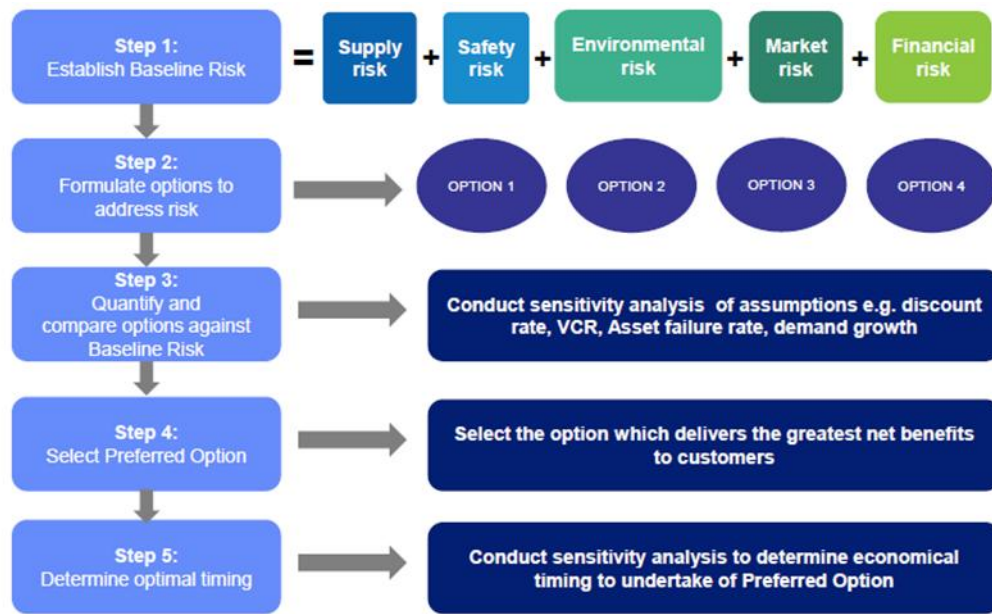 Step 1:
Establish Baseline Risk
=
Supply
risk
+
Safety
risk
+
Environmental
risk
+
Market
risk
+
Financial
risk
Step 2:
Formulate options to
address risk
OPTION 1
OPTION 2
OPTION 3
OPTION 4
Step 3:
Quantify and
compare options against
Baseline Risk
Conduct sensitivity analysis of assumptions e.g. discount
rate, VCR, Asset failure rate, demand growth
Step 4:
Select Preferred Option
Select the option which delivers the greatest net benefits
to customers
Step 5:
Determine optimal timing
Conduct sensitivity analysis to determine economical
timing to undertake of Preferred Option